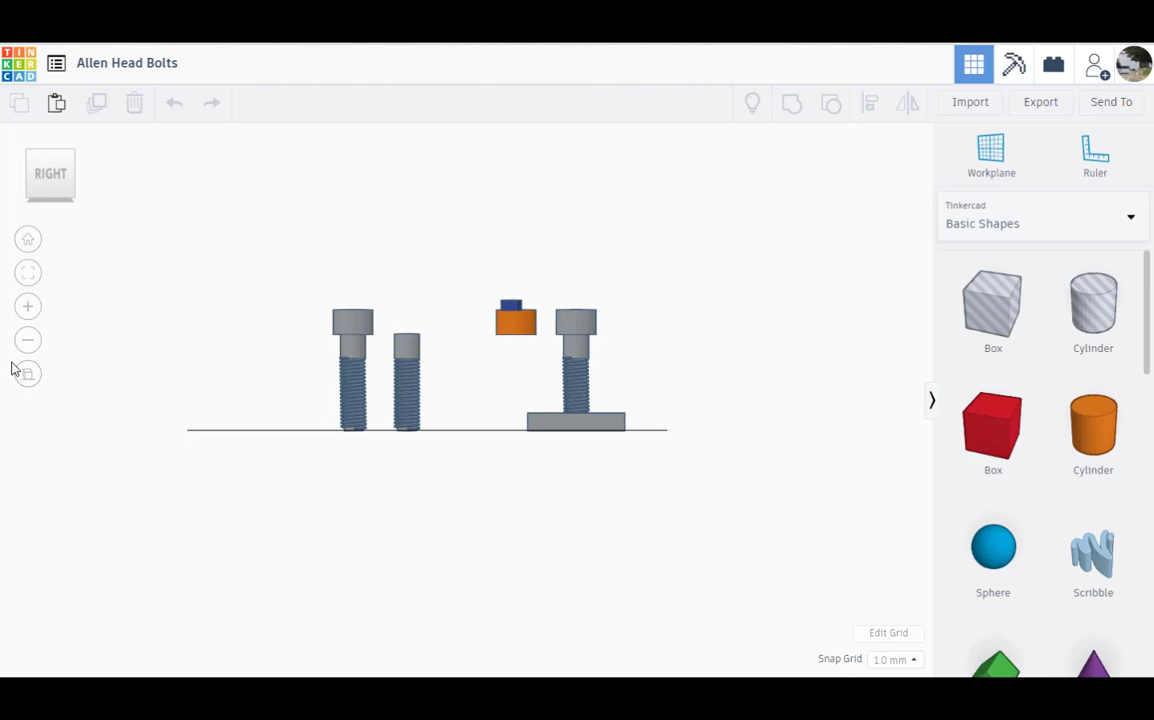 TIN
KER
CAD
Allen Head Bolts
Import
Export
Send To
RIGHT
Workplane
Ruler
Tinkercad
Basic Shapes
Box
Cylinder
Box
Cylinder
Sphere
Scribble
Edit Grid
Snap Grid
1.0 mm